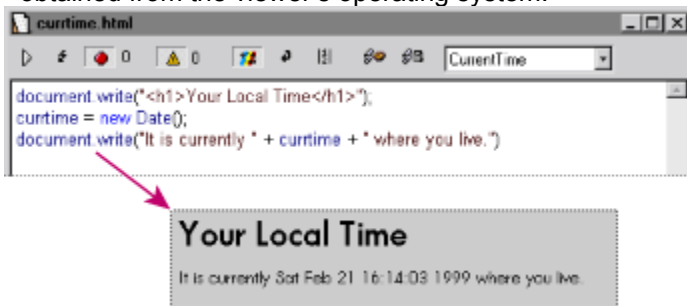 obtained from the viewer's operating system.
currtime.html
0 0 CurrentTime
document.write("<h1>Your Local Time</h1>");
currtime = new Date();
document.write("It is currently " + currtime + " where you live.")
Your Local Time
It is currently Sat Feb 21 16:14:03 1999 where you live.